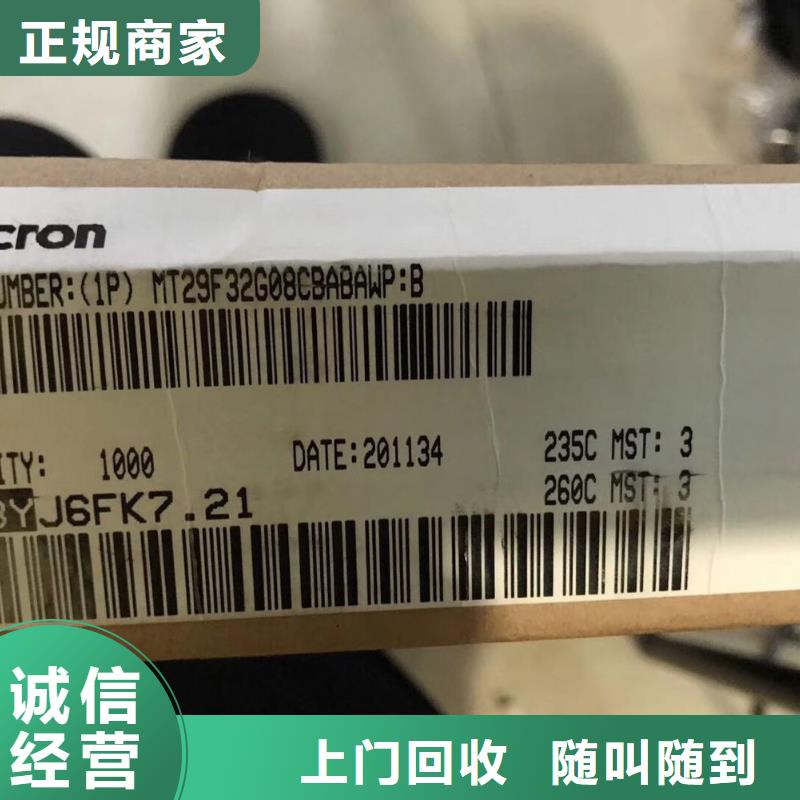 正规商家
cron
UMBER:(1P) MT29F32G08CBABAWP:B
ITY: 1000 DATE:201134 235C MST: 3
BYJ6FK7.21 260C MST: 3
诚信
经营
上门回收 随叫随到